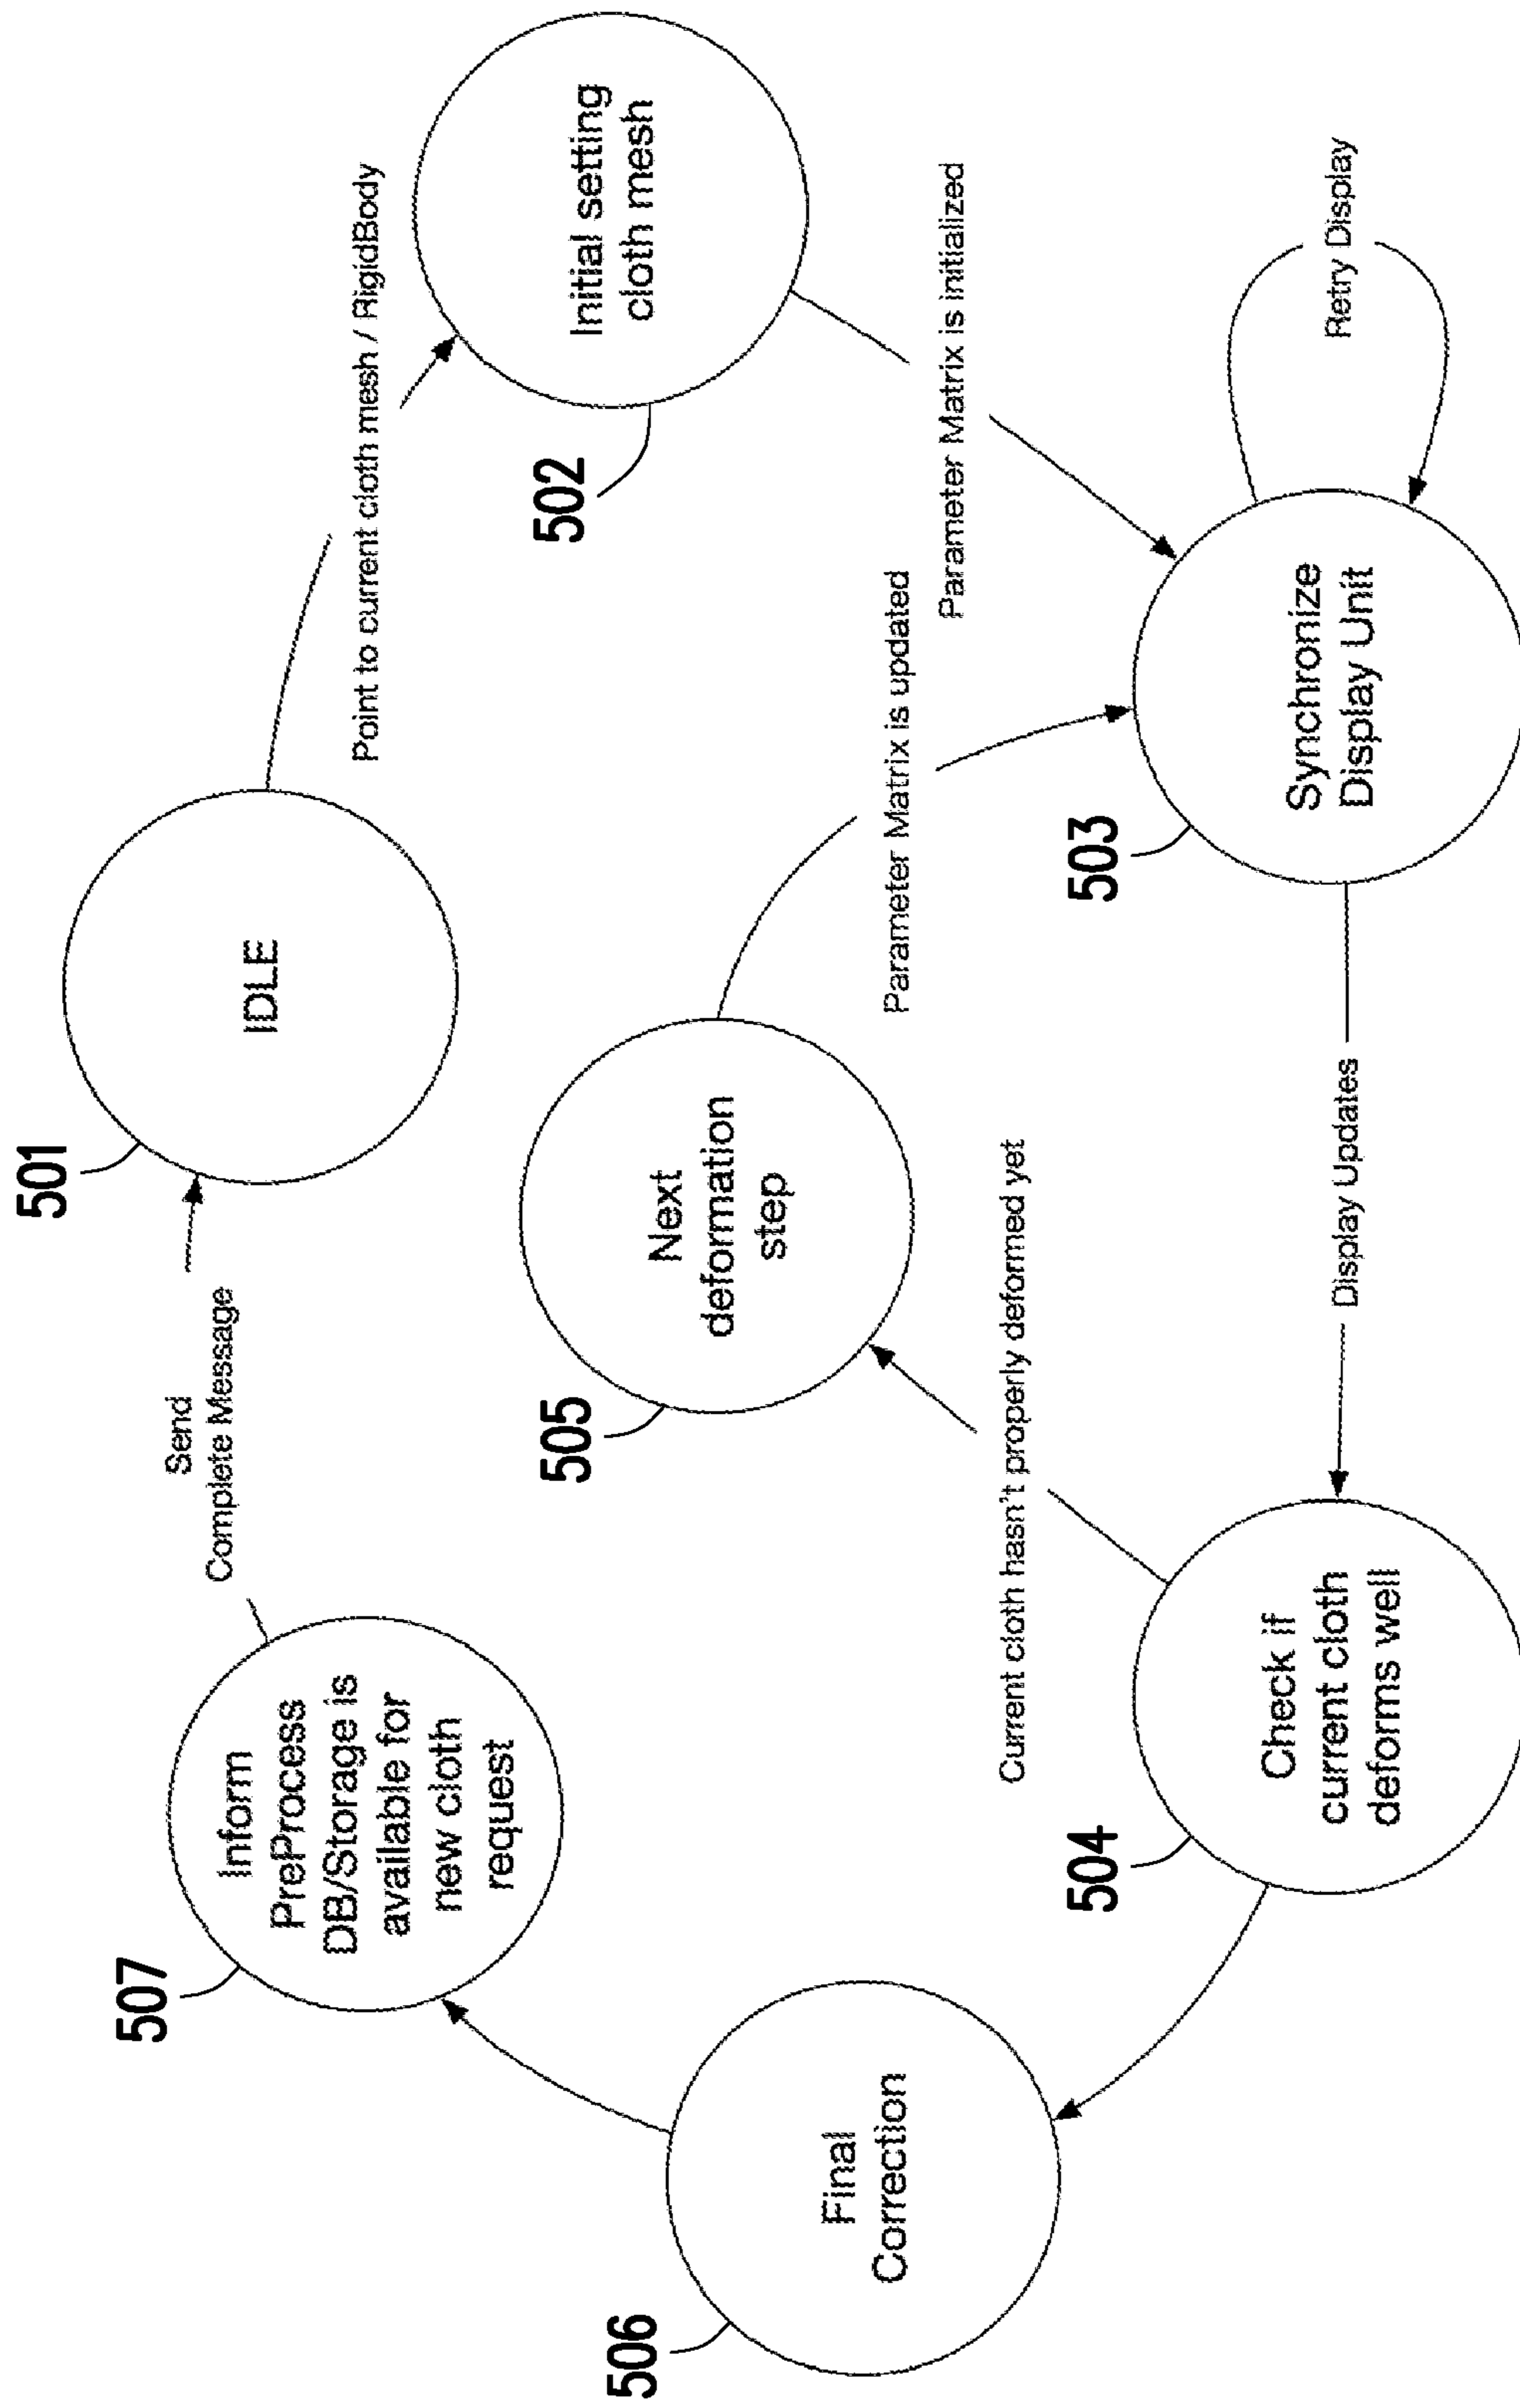 501
IDLE
Point to current cloth mesh / RigidBody
502
Initial setting
cloth mesh
Parameter Matrix is initialized
503
Synchronize
Display Unit
Retry Display
Display Updates
504
Check if
current cloth
deforms well
Current cloth hasn't properly deformed yet
505
Next
deformation
step
Parameter Matrix is updated
506
Final
Correction
507
Inform
PreProcess
DB/Storage is
available for
new cloth
request
Send
Complete Message